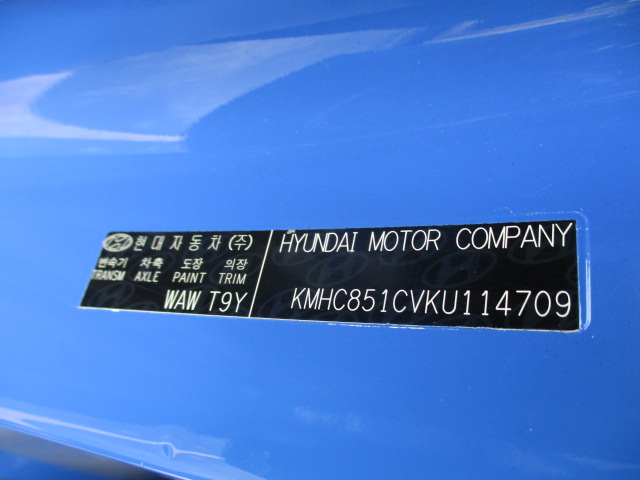 현대자동차(주)
변속기 차축 도장 의장
TRANSM AXLE PAINT TRIM
WAW T9Y
HYUNDAI MOTOR COMPANY
KMHC851CVKU114709